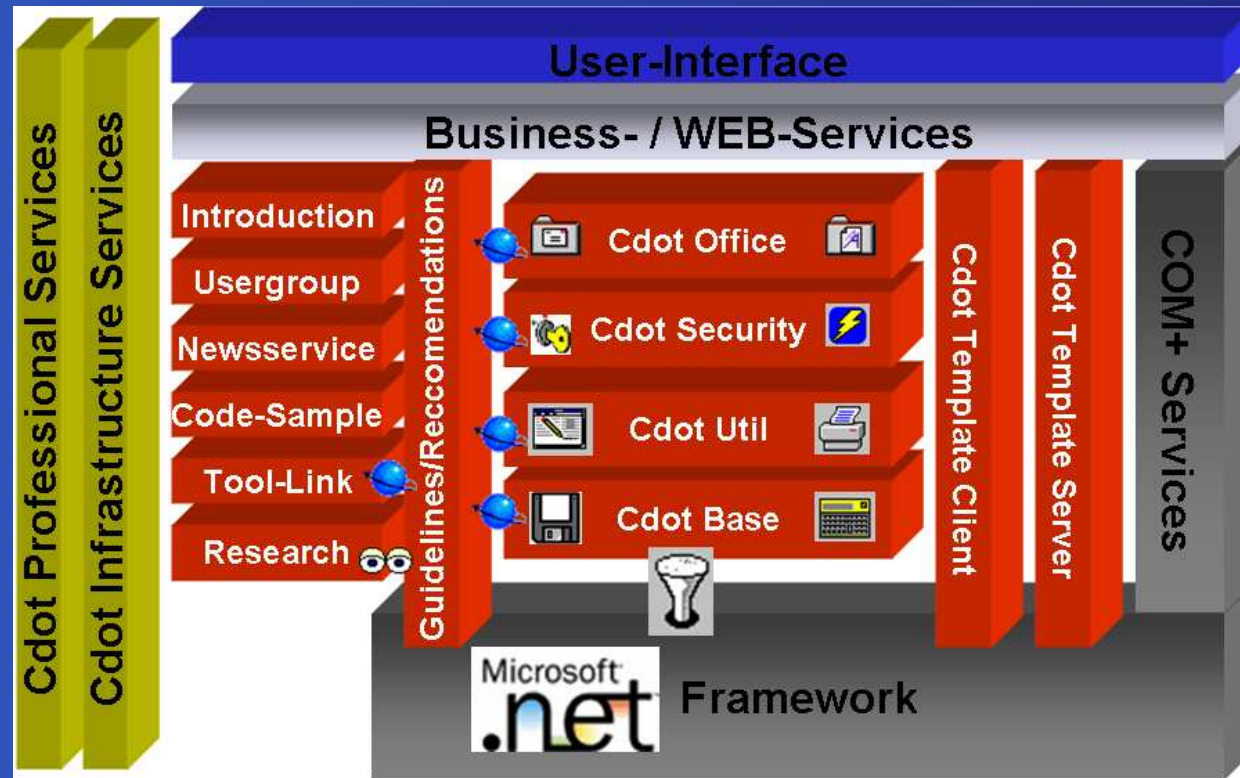 Cdot Professional Services
Cdot Infrastructure Services
User-Interface
Business- / WEB-Services
Introduction
Usergroup
Newsservice
Code-Sample
Tool-Link
Research
Guidelines/Reccomendations
Cdot Office
Cdot Security
Cdot Util
Cdot Base
Cdot Template Client
Cdot Template Server
COM+ Services
Microsoft
.net
Framework